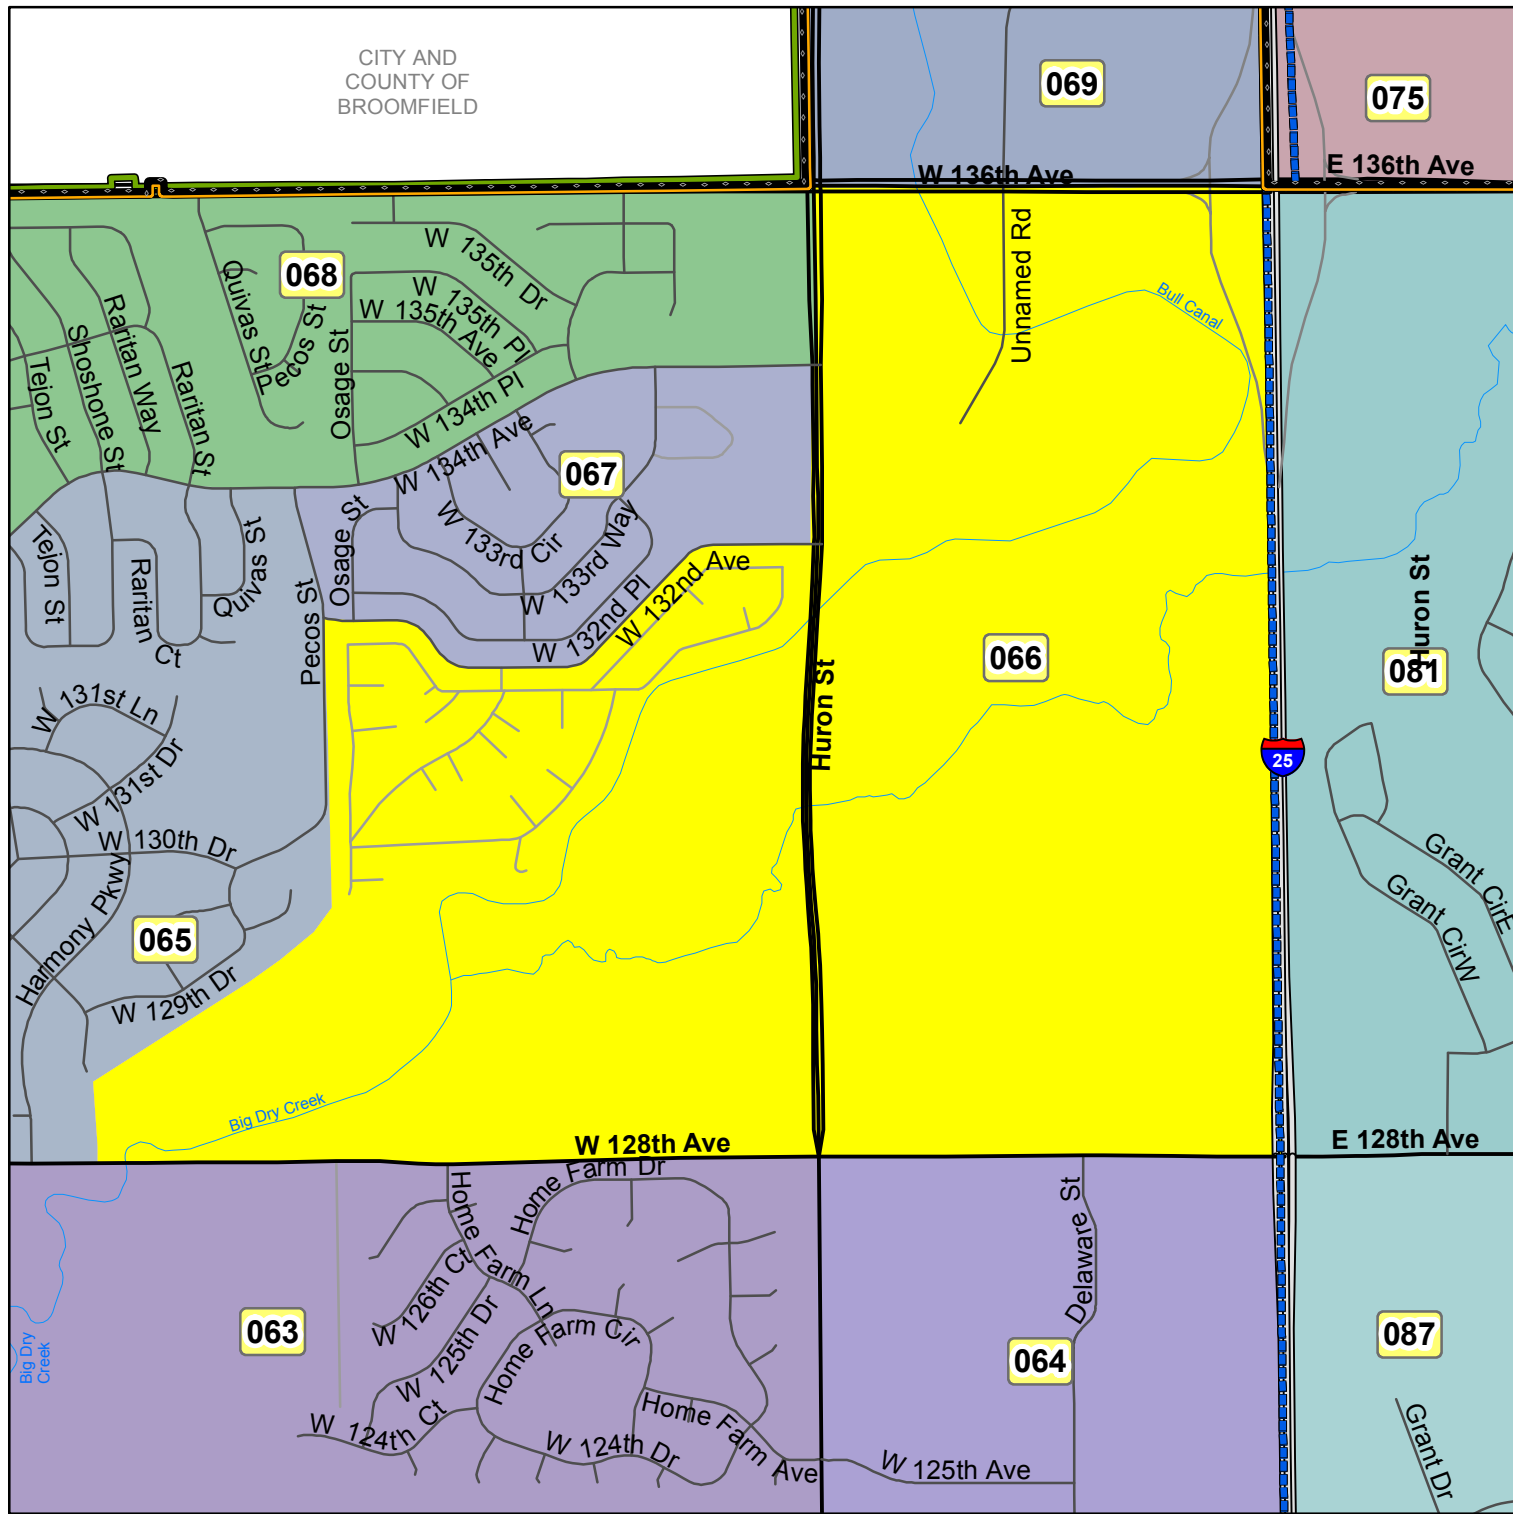 CITY AND
COUNTY OF
BROOMFIELD
069
075
W 136th Ave
E 136th Ave
068
W 135th Dr
W 135th Pl
W 135th Ave
Quivas St
Pecos St
Osage St
Raritan Way
Shoshone St
Raritan St
Tejon St
W 134th Pl
W 134th Ave
Unnamed Rd
Bull Canal
067
Osage St
W 133rd Cir
W 133rd Way
W 132nd Pl
W 132nd Ave
Tejon St
Raritan Ct
Quivas St
Pecos St
Huron St
066
Huron St
081
25
W 131st Ln
W 131st Dr
W 130th Dr
Harmony Pkwy
065
W 129th Dr
Grant CirE
Grant CirW
Big Dry Creek
W 128th Ave
E 128th Ave
Home Farm Dr
Home Farm Ln
W 126th Ct
W 125th Dr
Home Farm Cir
Delaware St
063
064
087
Big Dry
Creek
W 124th Ct
W 124th Dr
Home Farm Ave
W 125th Ave
Grant Dr